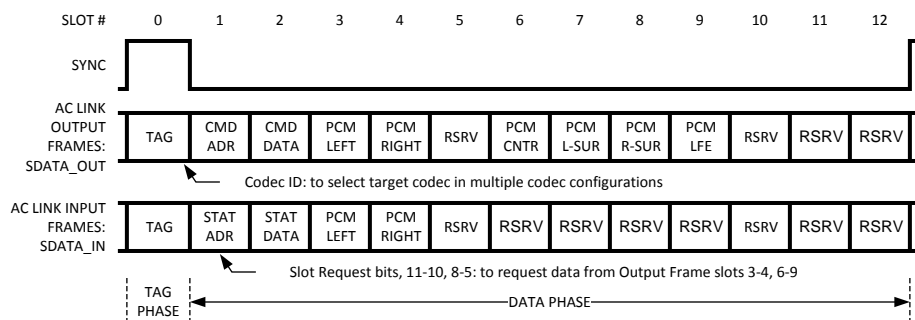 SLOT # 0 1 2 3 4 5 6 7 8 9 10 11 12
SYNC
AC LINK
OUTPUT
FRAMES:
SDATA_OUT
TAG
CMD
ADR
CMD
DATA
PCM
LEFT
PCM
RIGHT
RSRV
PCM
CNTR
PCM
L-SUR
PCM
R-SUR
PCM
LFE
RSRV
RSRV
RSRV
Codec ID: to select target codec in multiple codec configurations
AC LINK INPUT
FRAMES:
SDATA_IN
TAG
STAT
ADR
STAT
DATA
PCM
LEFT
PCM
RIGHT
RSRV
RSRV
RSRV
RSRV
RSRV
RSRV
RSRV
RSRV
Slot Request bits, 11-10, 8-5: to request data from Output Frame slots 3-4, 6-9
TAG
PHASE
DATA PHASE